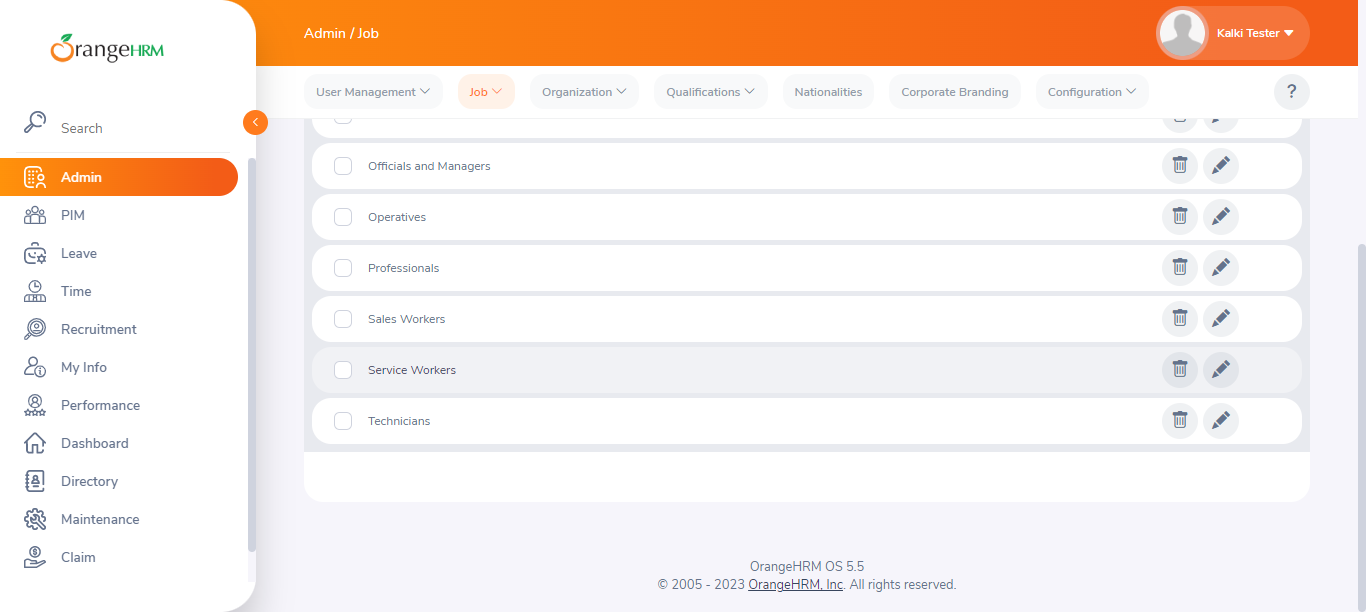 OrangeHRM
Admin / Job
Kalki Tester
User Management
Job
Organization
Qualifications
Nationalities
Corporate Branding
Configuration
?
Search
Admin
PIM
Leave
Time
Recruitment
My Info
Performance
Dashboard
Directory
Maintenance
Claim
Officials and Managers
Operatives
Professionals
Sales Workers
Service Workers
Technicians
OrangeHRM OS 5.5
© 2005 - 2023 OrangeHRM, Inc. All rights reserved.